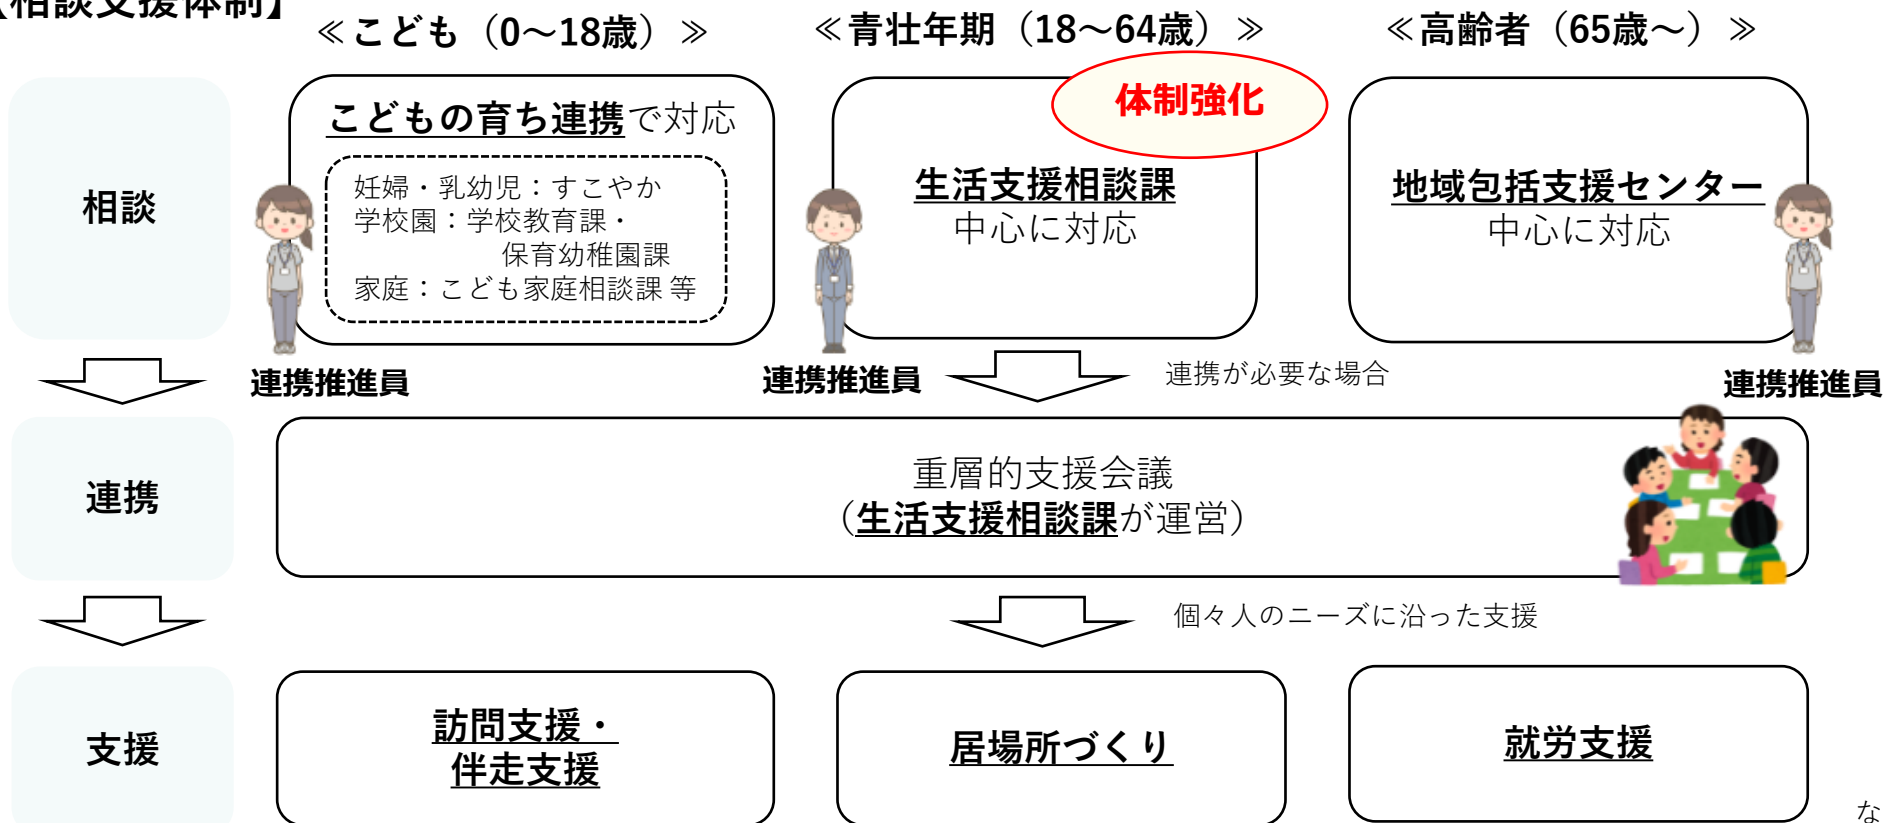 【相談支援体制】
≪こども（0～18歳）≫
≪青壮年期（18～64歳）≫
≪高齢者（65歳～）≫
相談
こどもの育ち連携で対応
妊婦・乳幼児：すこやか
学校園：学校教育課・
保育幼稚園課
家庭：こども家庭相談課 等
連携推進員
体制強化
生活支援相談課
中心に対応
連携推進員
地域包括支援センター
中心に対応
連携推進員
連携が必要な場合
連携
重層的支援会議
（生活支援相談課が運営）
個々人のニーズに沿った支援
支援
訪問支援・
伴走支援
居場所づくり
就労支援
な